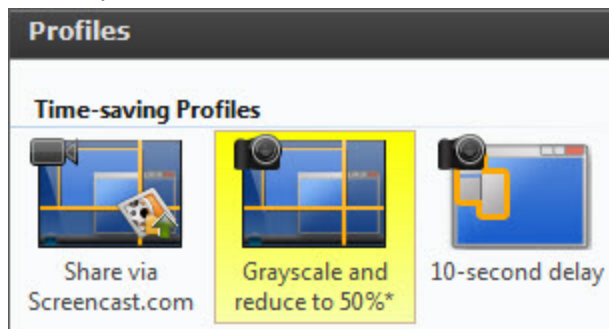 Profiles
Time-saving Profiles
Share via
Screencast.com
Grayscale and
reduce to 50%*
10-second delay